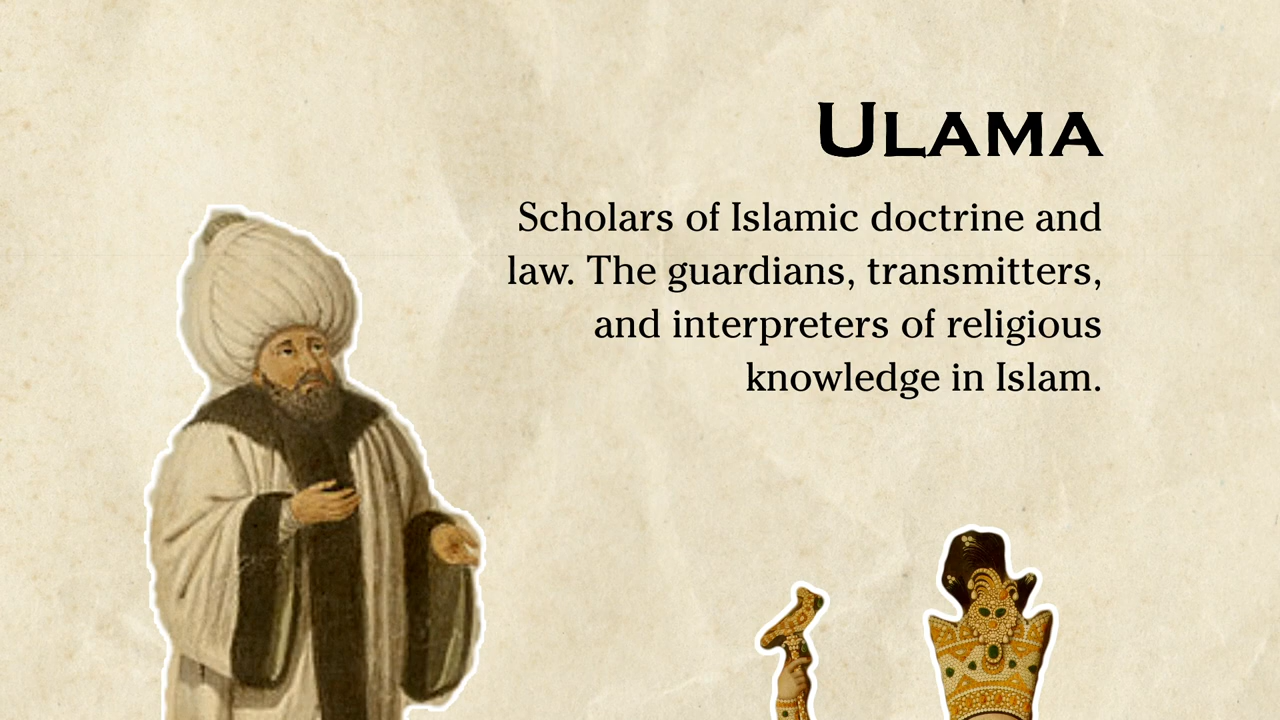 Ulama
Scholars of Islamic doctrine and
law. The guardians, transmitters,
and interpreters of religious
knowledge in Islam.